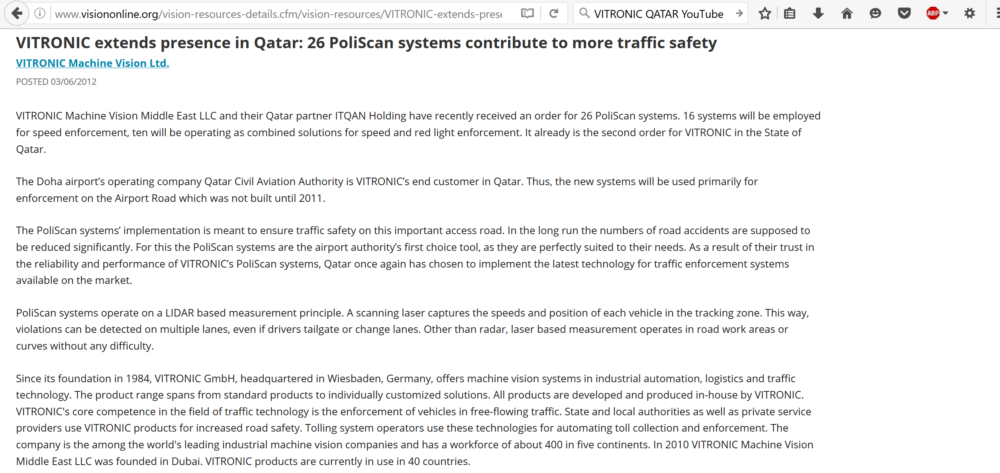 www.visiononline.org/vision-resources-details.cfm/vision-resources/VITRONIC-extends-prese
VITRONIC QATAR YouTube
ABP
VITRONIC extends presence in Qatar: 26 PoliScan systems contribute to more traffic safety
VITRONIC Machine Vision Ltd.
POSTED 03/06/2012
VITRONIC Machine Vision Middle East LLC and their Qatar partner ITQAN Holding have recently received an order for 26 PoliScan systems. 16 systems will be employed
for speed enforcement, ten will be operating as combined solutions for speed and red light enforcement. It already is the second order for VITRONIC in the State of
Qatar.
The Doha airport’s operating company Qatar Civil Aviation Authority is VITRONIC’s end customer in Qatar. Thus, the new systems will be used primarily for
enforcement on the Airport Road which was not built until 2011.
The PoliScan systems’ implementation is meant to ensure traffic safety on this important access road. In the long run the numbers of road accidents are supposed to
be reduced significantly. For this the PoliScan systems are the airport authority’s first choice tool, as they are perfectly suited to their needs. As a result of their trust in
the reliability and performance of VITRONIC’s PoliScan systems, Qatar once again has chosen to implement the latest technology for traffic enforcement systems
available on the market.
PoliScan systems operate on a LIDAR based measurement principle. A scanning laser captures the speeds and position of each vehicle in the tracking zone. This way,
violations can be detected on multiple lanes, even if drivers tailgate or change lanes. Other than radar, laser based measurement operates in road work areas or
curves without any difficulty.
Since its foundation in 1984, VITRONIC GmbH, headquartered in Wiesbaden, Germany, offers machine vision systems in industrial automation, logistics and traffic
technology. The product range spans from standard products to individually customized solutions. All products are developed and produced in-house by VITRONIC.
VITRONIC's core competence in the field of traffic technology is the enforcement of vehicles in free-flowing traffic. State and local authorities as well as private service
providers use VITRONIC products for increased road safety. Tolling system operators use these technologies for automating toll collection and enforcement. The
company is the among the world's leading industrial machine vision companies and has a workforce of about 400 in five continents. In 2010 VITRONIC Machine Vision
Middle East LLC was founded in Dubai. VITRONIC products are currently in use in 40 countries.